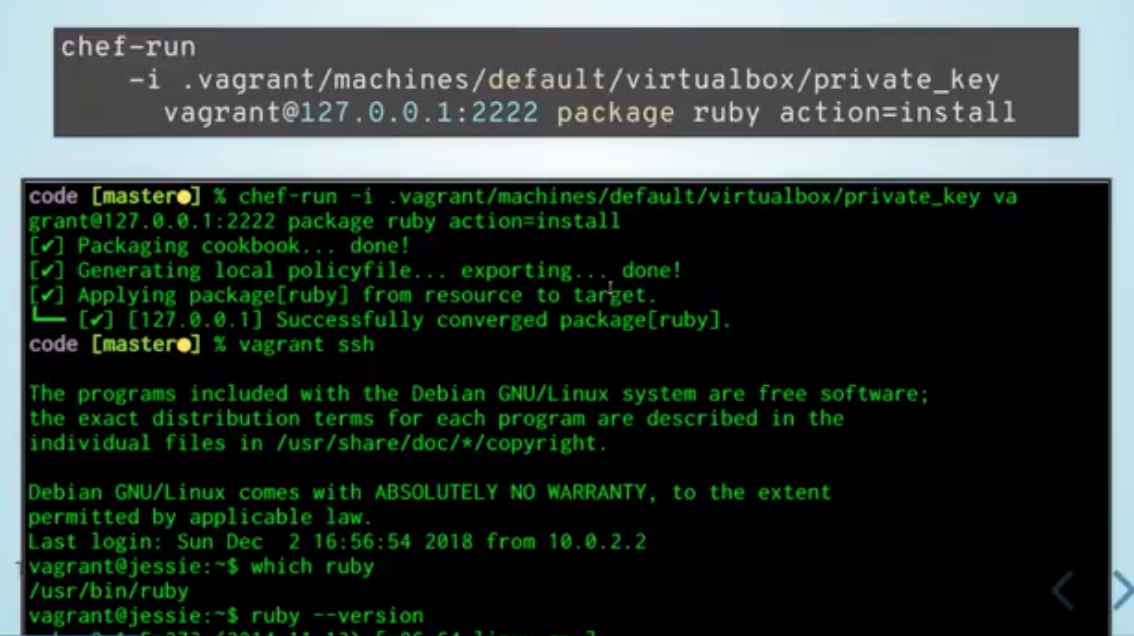 chef-run
-i .vagrant/machines/default/virtualbox/private_key
vagrant@127.0.0.1:2222 package ruby action=install
code [master●] % chef-run -i .vagrant/machines/default/virtualbox/private_key va
grant@127.0.0.1:2222 package ruby action=install
[✔] Packaging cookbook... done!
[✔] Generating local policyfile... exporting... done!
[✔] Applying package[ruby] from resource to target.
└── [✔] [127.0.0.1] Successfully converged package[ruby].
code [master●] % vagrant ssh
The programs included with the Debian GNU/Linux system are free software;
the exact distribution terms for each program are described in the
individual files in /usr/share/doc/*/copyright.
Debian GNU/Linux comes with ABSOLUTELY NO WARRANTY, to the extent
permitted by applicable law.
Last login: Sun Dec  2 16:56:54 2018 from 10.0.2.2
vagrant@jessie:~$ which ruby
/usr/bin/ruby
vagrant@jessie:~$ ruby --version